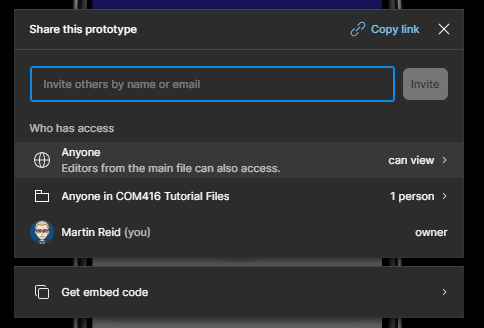 Share this prototype
Copy link
Invite others by name or email
Invite
Who has access
Anyone
Editors from the main file can also access.
can view
Anyone in COM416 Tutorial Files
1 person
Martin Reid (you)
owner
Get embed code